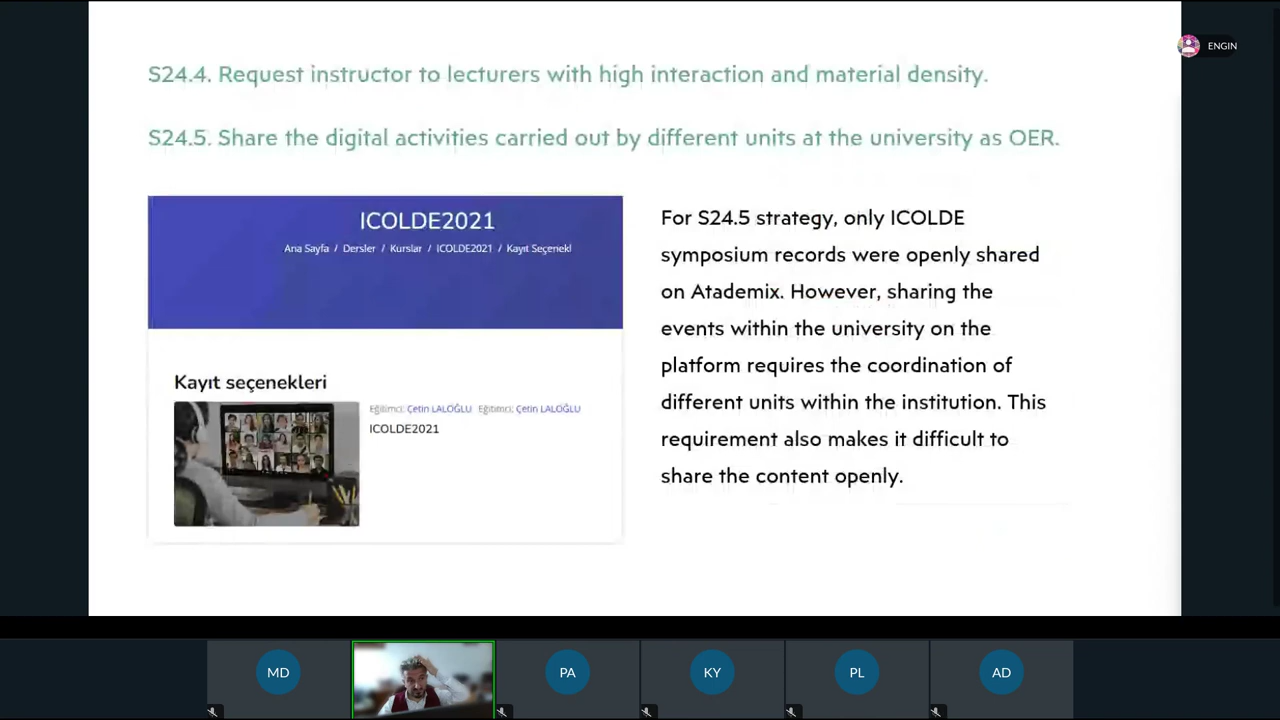 S24.4. Request instructor to lecturers with high interaction and material density.
S24.5. Share the digital activities carried out by different units at the university as OER.
ICOLDE2021
Ana Sayfa / Dersler / Kurslar / ICOLDE2021 / Kayıt Seçenekl
Kayıt seçenekleri
Eğitimci: Çetin LALOĞLU Eğitimci: Çetin LALOĞLU
ICOLDE2021
For S24.5 strategy, only ICOLDE
symposium records were openly shared
on Atademix. However, sharing the
events within the university on the
platform requires the coordination of
different units within the institution. This
requirement also makes it difficult to
share the content openly.
ENGIN
MD
PA
KY
PL
AD